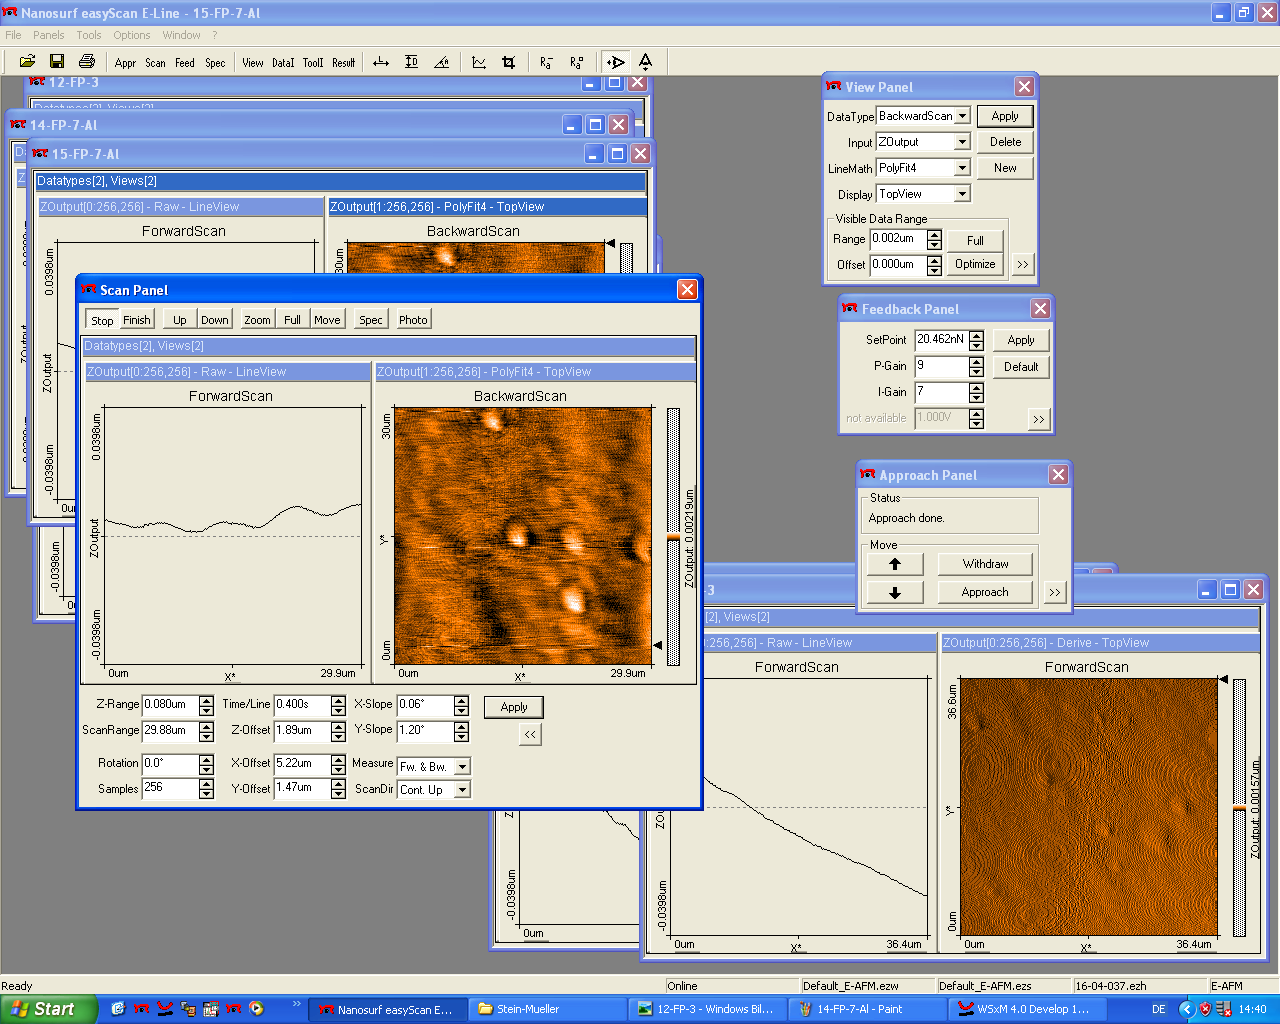 Nanosurf easyScan E-Line - 15-FP-7-Al
File Panels Tools Options Window ?
Appr Scan Feed Spec View DataI ToolI Result
12-FP-3
14-FP-7-Al
15-FP-7-Al
Datatypes[2], Views[2]
ZOutput[0:256,256] - Raw - LineView
ZOutput[1:256,256] - PolyFit4 - TopView
ForwardScan
BackwardScan
0.0398um
ZOutput
-0.0398um
30um
Scan Panel
Stop Finish Up Down Zoom Full Move Spec Photo
Datatypes[2], Views[2]
ZOutput[0:256,256] - Raw - LineView
ZOutput[1:256,256] - PolyFit4 - TopView
ForwardScan
BackwardScan
0.0398um
ZOutput
-0.0398um
0um X* 29.9um
30um
Y*
0um
0um X* 29.9um
ZOutput: 0.00219um
Z-Range 0.080um Time/Line 0.400s X-Slope 0.06° Apply
ScanRange 29.88um Z-Offset 1.89um Y-Slope 1.20° <<
Rotation 0.0° X-Offset 5.22um Measure Fw. & Bw.
Samples 256 Y-Offset 1.47um ScanDir Cont. Up
View Panel
DataType BackwardScan Apply
Input ZOutput Delete
LineMath PolyFit4 New
Display TopView
Visible Data Range
Range 0.002um Full
Offset 0.000um Optimize >>
Feedback Panel
SetPoint 20.462nN Apply
P-Gain 9 Default
I-Gain 7
not available 1.000V >>
Approach Panel
Status
Approach done.
Move
Withdraw
Approach >>
-3
[2], Views[2]
[0:256,256] - Raw - LineView
ZOutput[0:256,256] - Derive - TopView
ForwardScan
ForwardScan
-0.0398um
0um X* 36.4um
36.6um
Y*
0um
0um X* 36.4um
ZOutput: 0.00157um
-0.0398um
0um
-0.0398um
Ready Online Default_E-AFM.ezw Default_E-AFM.ezs 16-04-037.ezh E-AFM
Start Nanosurf easyScan E... Stein-Mueller 12-FP-3 - Windows Bil... 14-FP-7-Al - Paint WSxM 4.0 Develop 1... DE 14:40